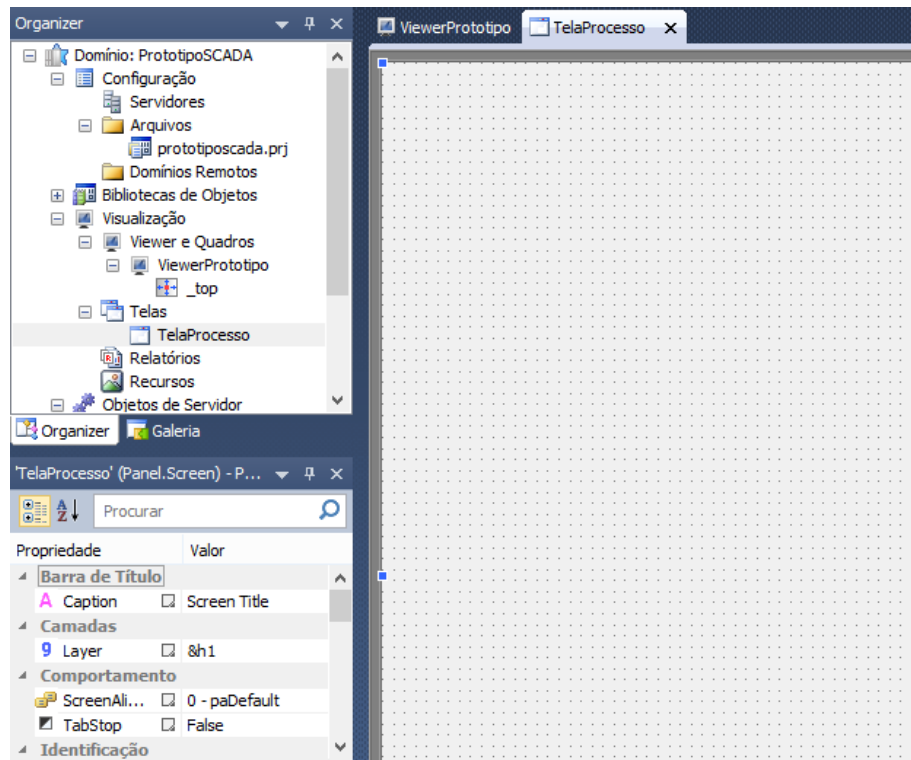 Organizer
Domínio: PrototipoSCADA
Configuração
Servidores
Arquivos
prototiposcada.prj
Domínios Remotos
Bibliotecas de Objetos
Visualização
Viewer e Quadros
ViewerPrototipo
_top
Telas
TelaProcesso
Relatórios
Recursos
Objetos de Servidor
Organizer Galeria
'TelaProcesso' (Panel.Screen) - P...
Procurar
Propriedade Valor
Barra de Título
Caption Screen Title
Camadas
Layer &h1
Comportamento
ScreenAli... 0 - paDefault
TabStop False
Identificação
ViewerPrototipo TelaProcesso